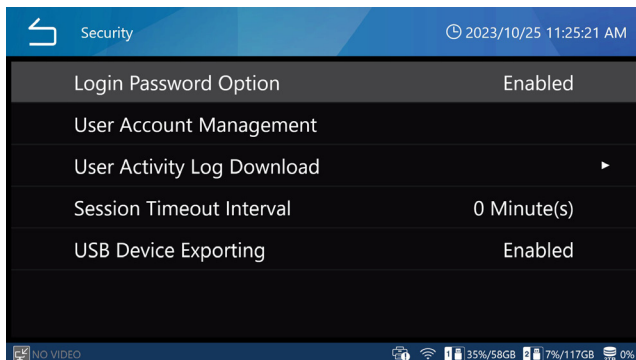 Security 2023/10/25 11:25:21 AM
Login Password Option Enabled
User Account Management
User Activity Log Download
Session Timeout Interval 0 Minute(s)
USB Device Exporting Enabled
NO VIDEO 1 35%/58GB 2 7%/117GB 1TB 0%